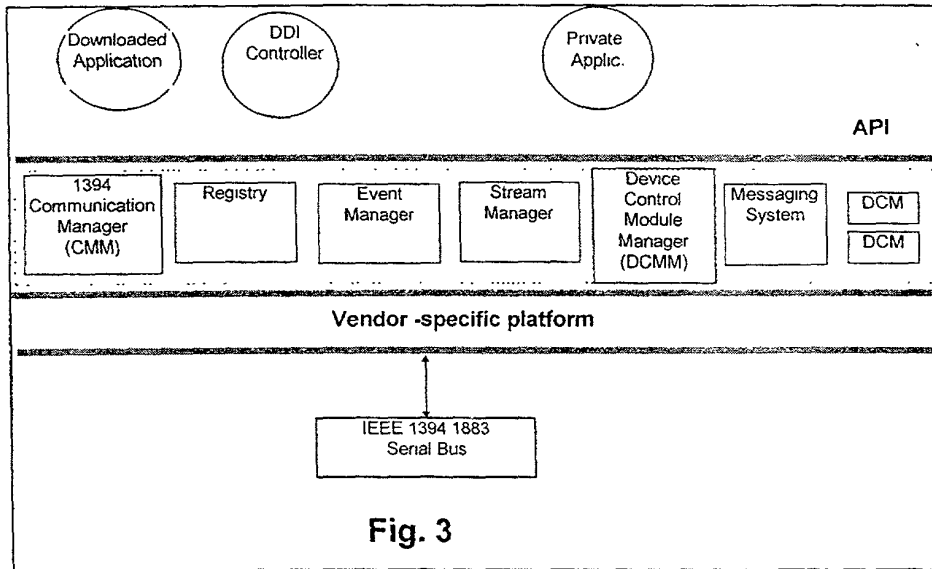 Downloaded
Application
DDI
Controller
Private
Applic.
API
1394
Communication
Manager
(CMM)
Registry
Event
Manager
Stream
Manager
Device
Control
Module
Manager
(DCMM)
Messaging
System
DCM
DCM
Vendor -specific platform
IEEE 1394 1883
Serial Bus
Fig. 3